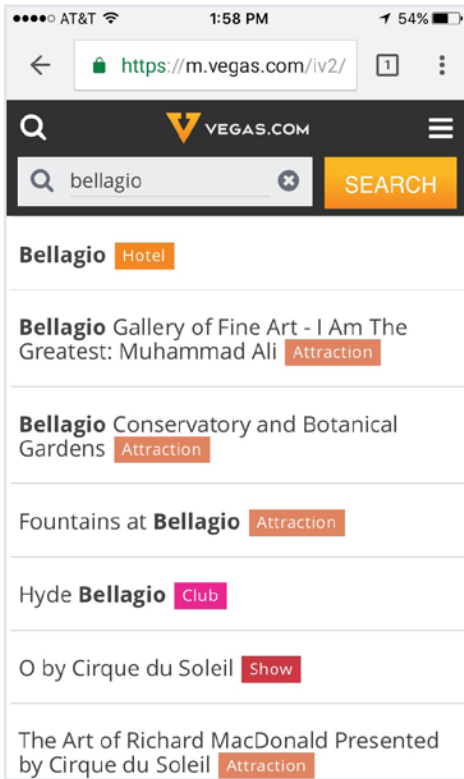 AT&T 1:58 PM 54%
https://m.vegas.com/iv2/ 1
VEGAS.COM
bellagio SEARCH
Bellagio Hotel
Bellagio Gallery of Fine Art - I Am The
Greatest: Muhammad Ali Attraction
Bellagio Conservatory and Botanical
Gardens Attraction
Fountains at Bellagio Attraction
Hyde Bellagio Club
O by Cirque du Soleil Show
The Art of Richard MacDonald Presented
by Cirque du Soleil Attraction